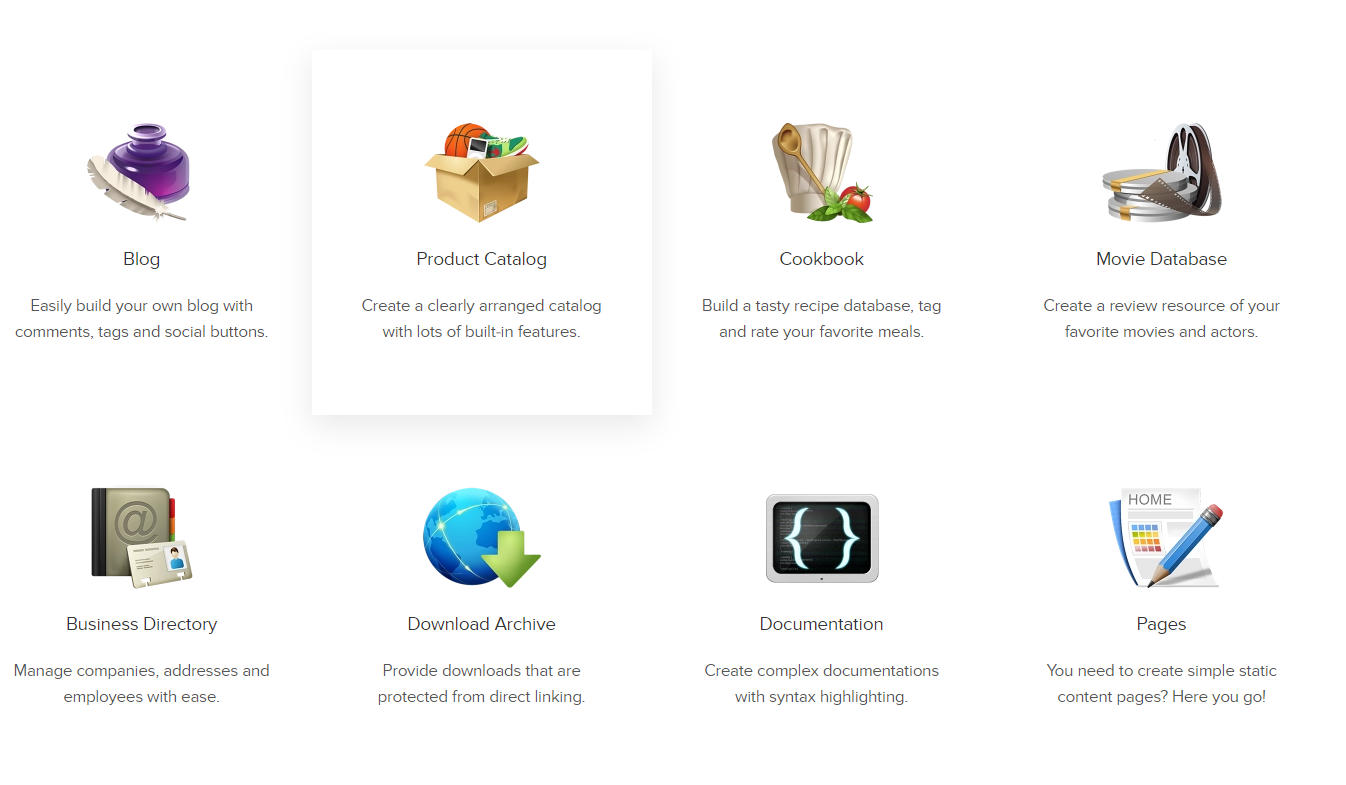 Blog
Easily build your own blog with
comments, tags and social buttons.
Product Catalog
Create a clearly arranged catalog
with lots of built-in features.
Cookbook
Build a tasty recipe database, tag
and rate your favorite meals.
Movie Database
Create a review resource of your
favorite movies and actors.
@
Business Directory
Manage companies, addresses and
employees with ease.
Download Archive
Provide downloads that are
protected from direct linking.
{ }
Documentation
Create complex documentations
with syntax highlighting.
HOME
Pages
You need to create simple static
content pages? Here you go!